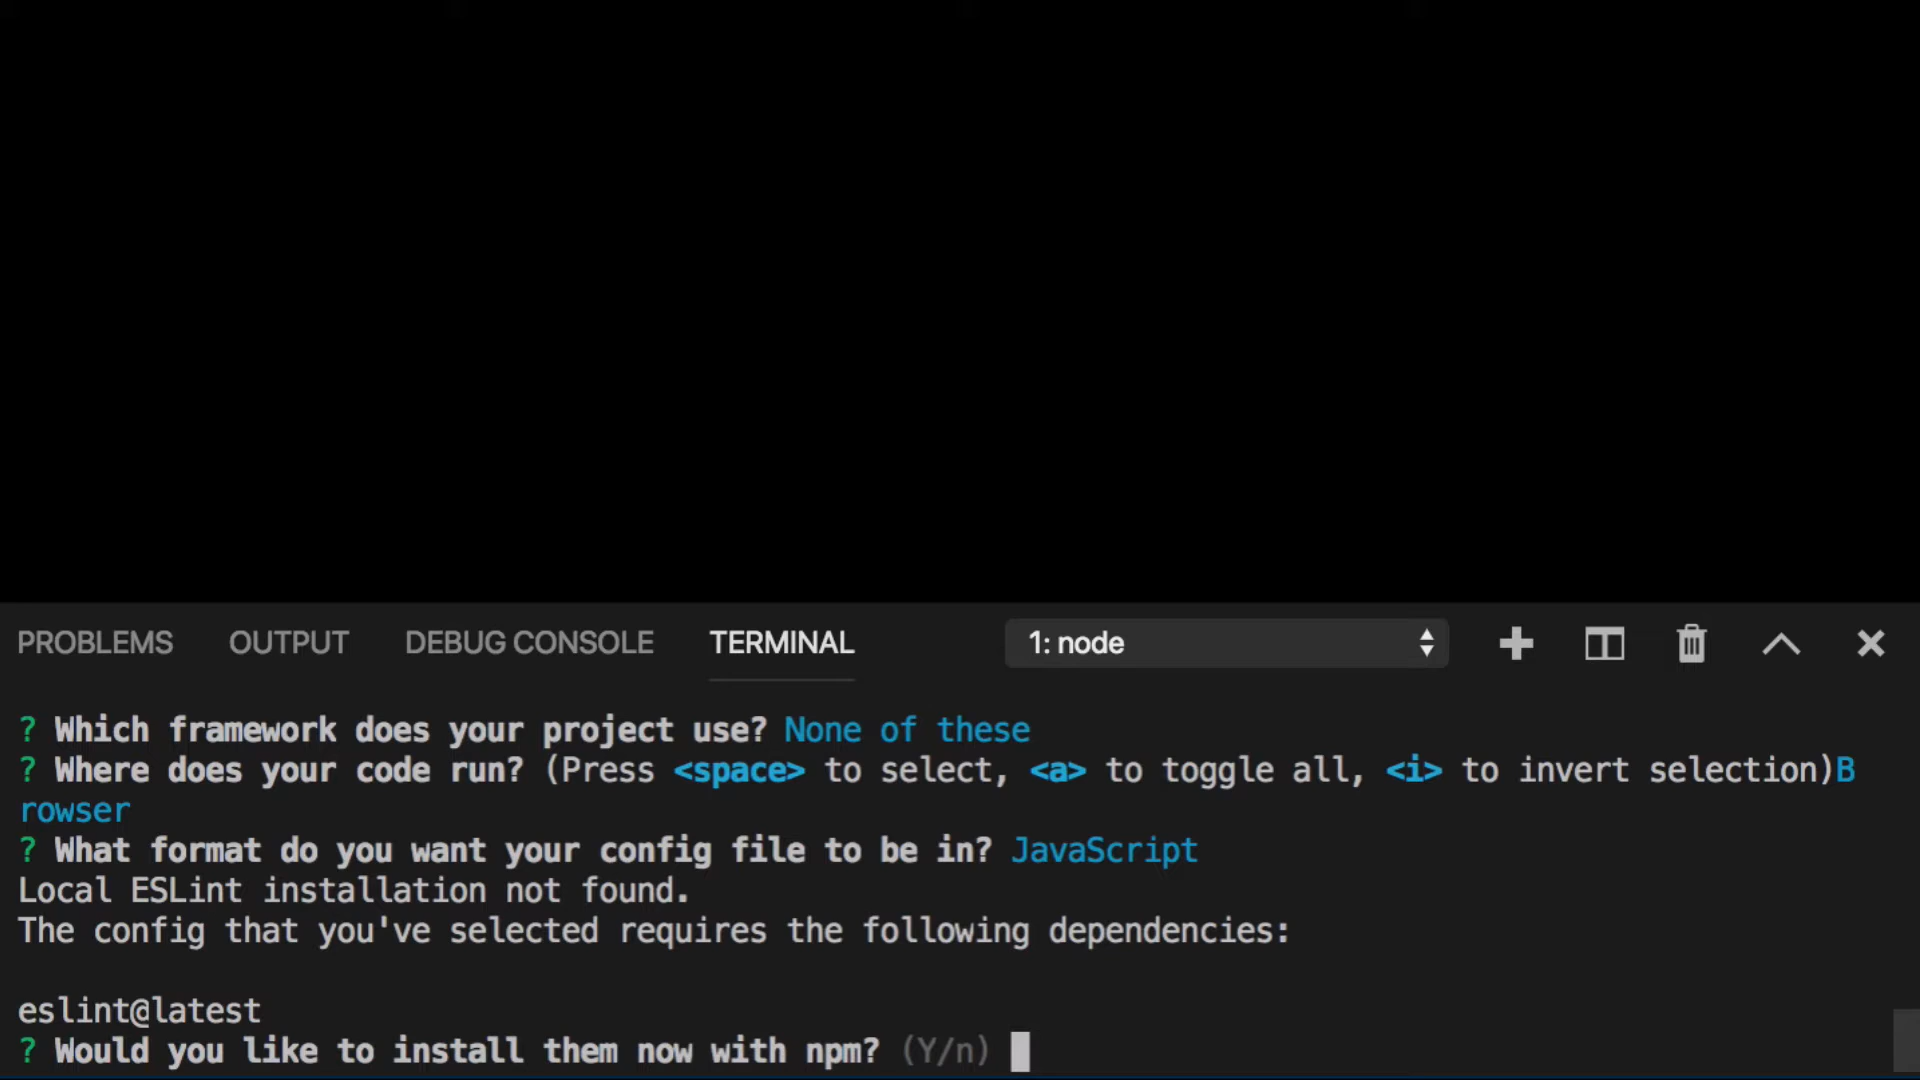 PROBLEMS OUTPUT DEBUG CONSOLE TERMINAL 1: node
? Which framework does your project use? None of these
? Where does your code run? (Press <space> to select, <a> to toggle all, <i> to invert selection)B
rowser
? What format do you want your config file to be in? JavaScript
Local ESLint installation not found.
The config that you've selected requires the following dependencies:
eslint@latest
? Would you like to install them now with npm? (Y/n)